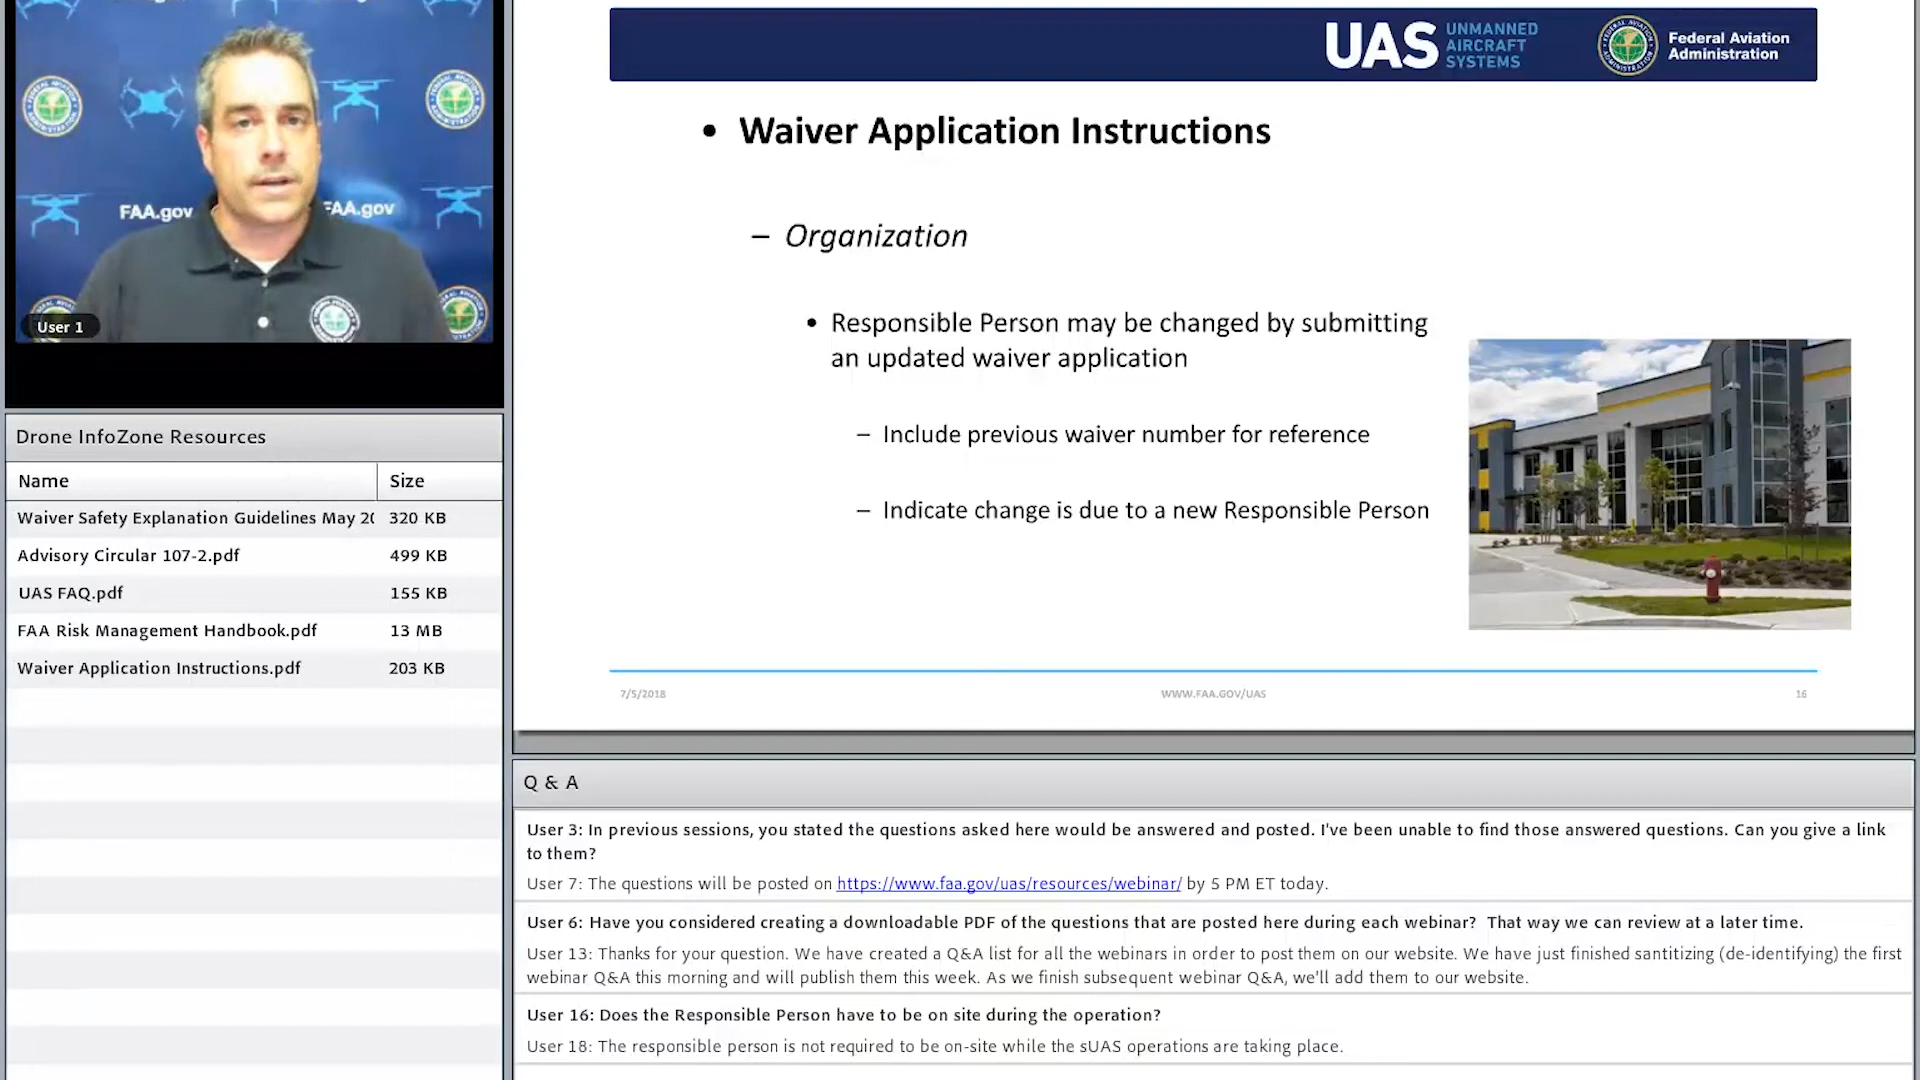 FAA.gov
FAA.gov
User 1
Drone InfoZone Resources
Name
Size
Waiver Safety Explanation Guidelines May 20
320 KB
Advisory Circular 107-2.pdf
499 KB
UAS FAQ.pdf
155 KB
FAA Risk Management Handbook.pdf
13 MB
Waiver Application Instructions.pdf
203 KB
UAS
UNMANNED
AIRCRAFT
SYSTEMS
Federal Aviation
Administration
• Waiver Application Instructions
– Organization
• Responsible Person may be changed by submitting
an updated waiver application
– Include previous waiver number for reference
– Indicate change is due to a new Responsible Person
7/5/2018
WWW.FAA.GOV/UAS
16
Q & A
User 3: In previous sessions, you stated the questions asked here would be answered and posted. I've been unable to find those answered questions. Can you give a link
to them?
User 7: The questions will be posted on https://www.faa.gov/uas/resources/webinar/ by 5 PM ET today.
User 6: Have you considered creating a downloadable PDF of the questions that are posted here during each webinar?  That way we can review at a later time.
User 13: Thanks for your question. We have created a Q&A list for all the webinars in order to post them on our website. We have just finished santitizing (de-identifying) the first
webinar Q&A this morning and will publish them this week. As we finish subsequent webinar Q&A, we'll add them to our website.
User 16: Does the Responsible Person have to be on site during the operation?
User 18: The responsible person is not required to be on-site while the sUAS operations are taking place.